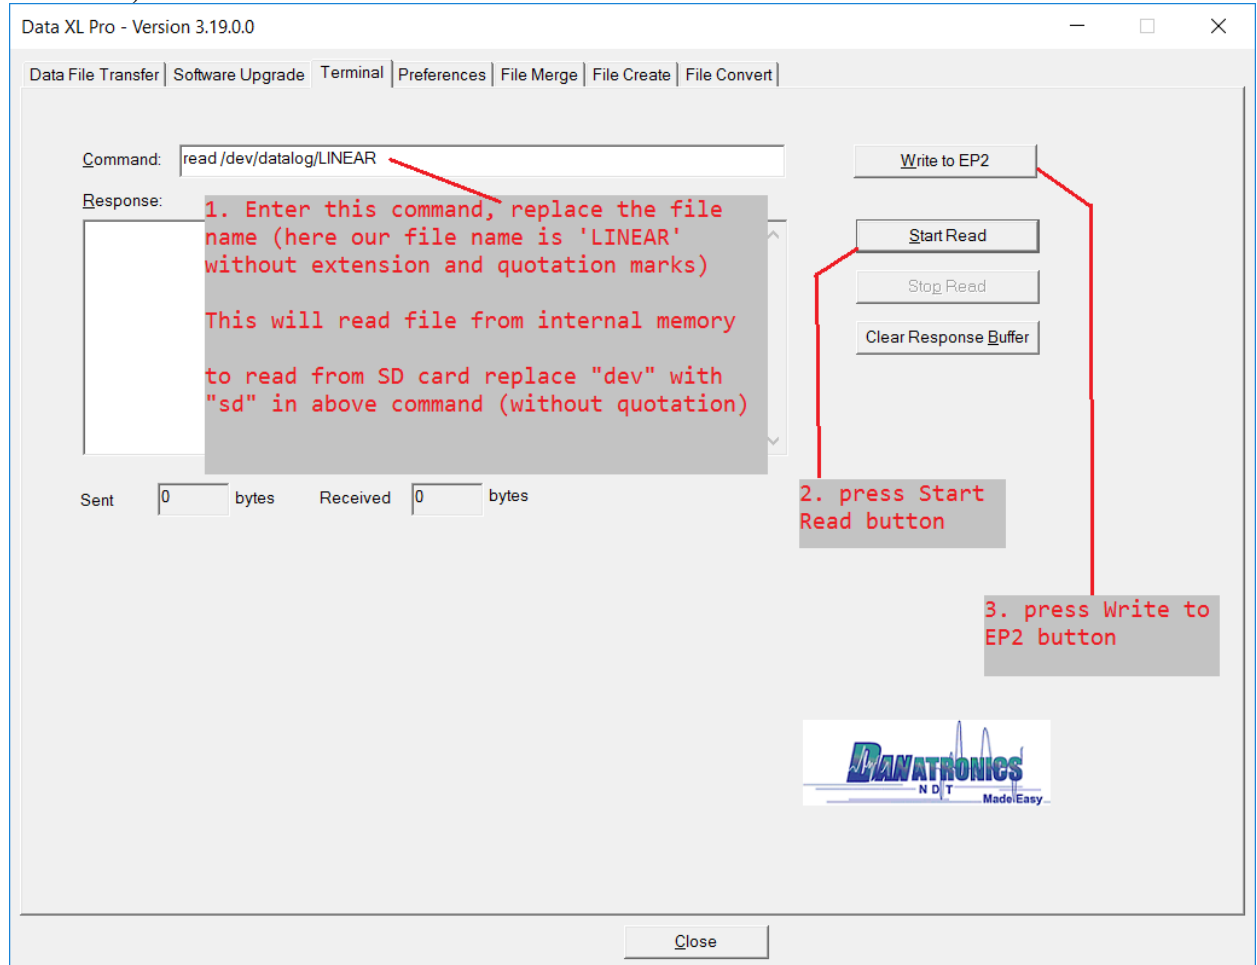 Data XL Pro - Version 3.19.0.0
Data File Transfer Software Upgrade Terminal Preferences File Merge File Create File Convert
Command: read /dev/datalog/LINEAR
Write to EP2
Response:
1. Enter this command, replace the file
name (here our file name is 'LINEAR'
without extension and quotation marks)
This will read file from internal memory
to read from SD card replace "dev" with
"sd" in above command (without quotation)
Start Read
Stop Read
Clear Response Buffer
Sent 0 bytes Received 0 bytes
2. press Start
Read button
3. press Write to
EP2 button
DANATRONICS
NDT
Made Easy
Close